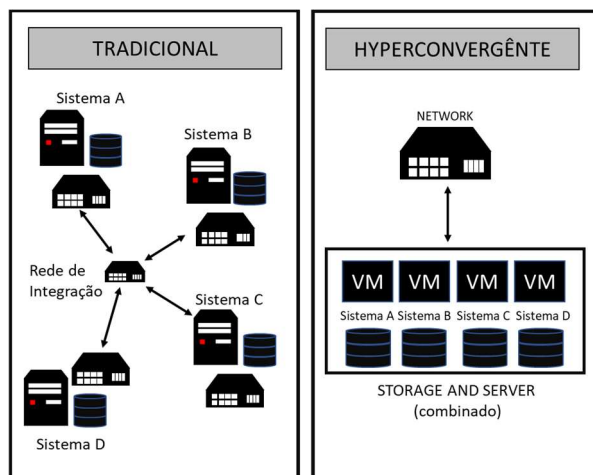 TRADICIONAL
Sistema A
Sistema B
Rede de
Integração
Sistema C
Sistema D
HYPERCONVERGÊNTE
NETWORK
VM VM VM VM
Sistema A Sistema B Sistema C Sistema D
STORAGE AND SERVER
(combinado)